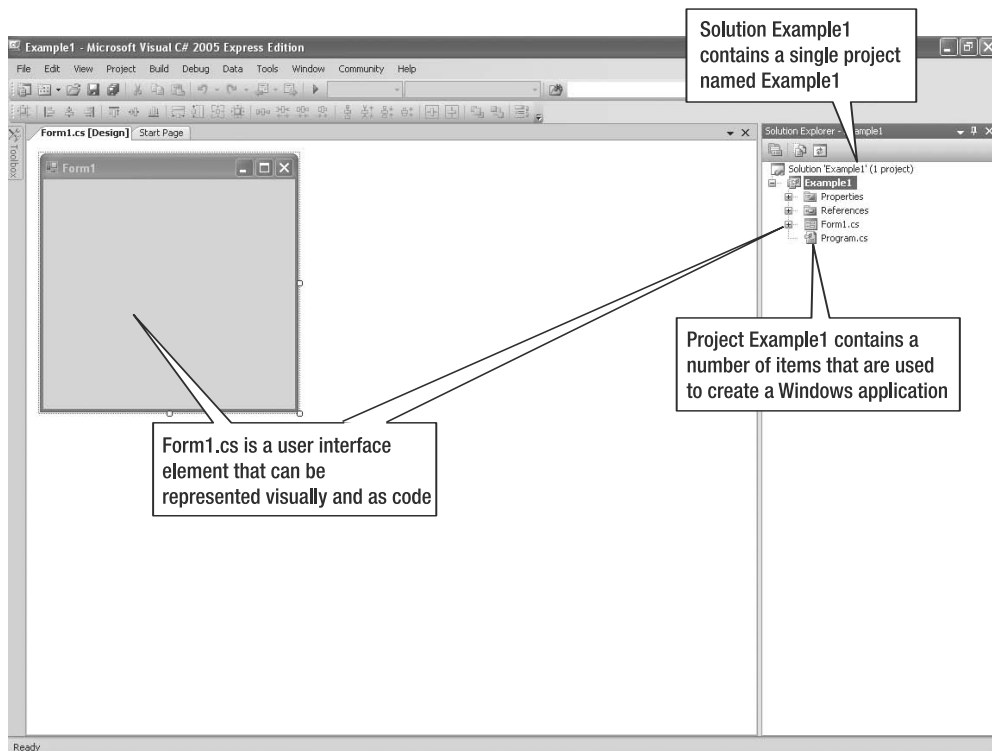 Solution Example1
contains a single project
named Example1
Example1 - Microsoft Visual C# 2005 Express Edition
File Edit View Project Build Debug Data Tools Window Community Help
Form1.cs [Design] Start Page
Toolbox
Form1
Solution Explorer - Example1
Solution 'Example1' (1 project)
Example1
Properties
References
Form1.cs
Program.cs
Project Example1 contains a
number of items that are used
to create a Windows application
Form1.cs is a user interface
element that can be
represented visually and as code
Ready